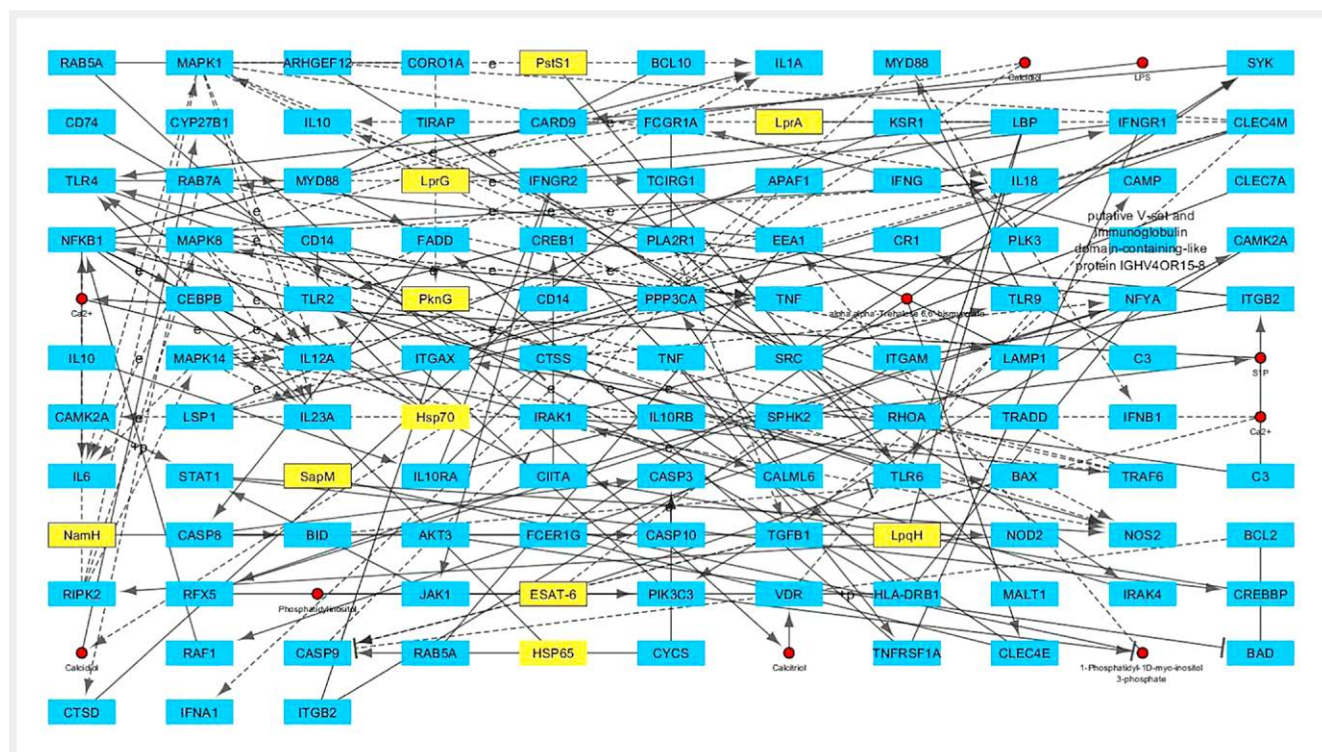 RAB5A MAPK1 ARHGEF12 CORO1A e PstS1 BCL10 IL1A MYD88 SYK
Calcidiol LPS
CD74 CYP27B1 IL10 TIRAP CARD9 FCGR1A LprA KSR1 LBP IFNGR1 CLEC4M
e
e
TLR4 RAB7A MYD88 LprG IFNGR2 TCIRG1 APAF1 IFNG IL18 CAMP CLEC7A
e e e
putative V-set and
immunoglobulin
domain-containing-like
protein IGHV4OR15-8
NFKB1 MAPK8 e CD14 FADD CREB1 PLA2R1 EEA1 CR1 PLK3 CAMK2A
e e e
CEBPB TLR2 PknG CD14 PPP3CA TNF TLR9 NFYA ITGB2
Ca2+ alpha,alpha'-Trehalose 6,6'-bismycolate
e e e
IL10 e MAPK14 e IL12A ITGAX CTSS TNF SRC ITGAM LAMP1 C3
S1P
e e e e
CAMK2A LSP1 IL23A Hsp70 IRAK1 IL10RB SPHK2 RHOA TRADD IFNB1
Ca2+
+p
IL6 STAT1 SapM IL10RA CIITA CASP3 CALML6 TLR6 BAX TRAF6 C3
NamH CASP8 BID AKT3 FCER1G CASP10 TGFB1 LpqH NOD2 NOS2 BCL2
RIPK2 RFX5 JAK1 ESAT-6 PIK3C3 VDR +p HLA-DRB1 MALT1 IRAK4 CREBBP
Phosphatidylinositol
RAF1 CASP9 RAB5A HSP65 CYCS TNFRSF1A CLEC4E BAD
Calcidiol Calcitriol 1-Phosphatidyl-1D-myo-inositol
3-phosphate
CTSD IFNA1 ITGB2